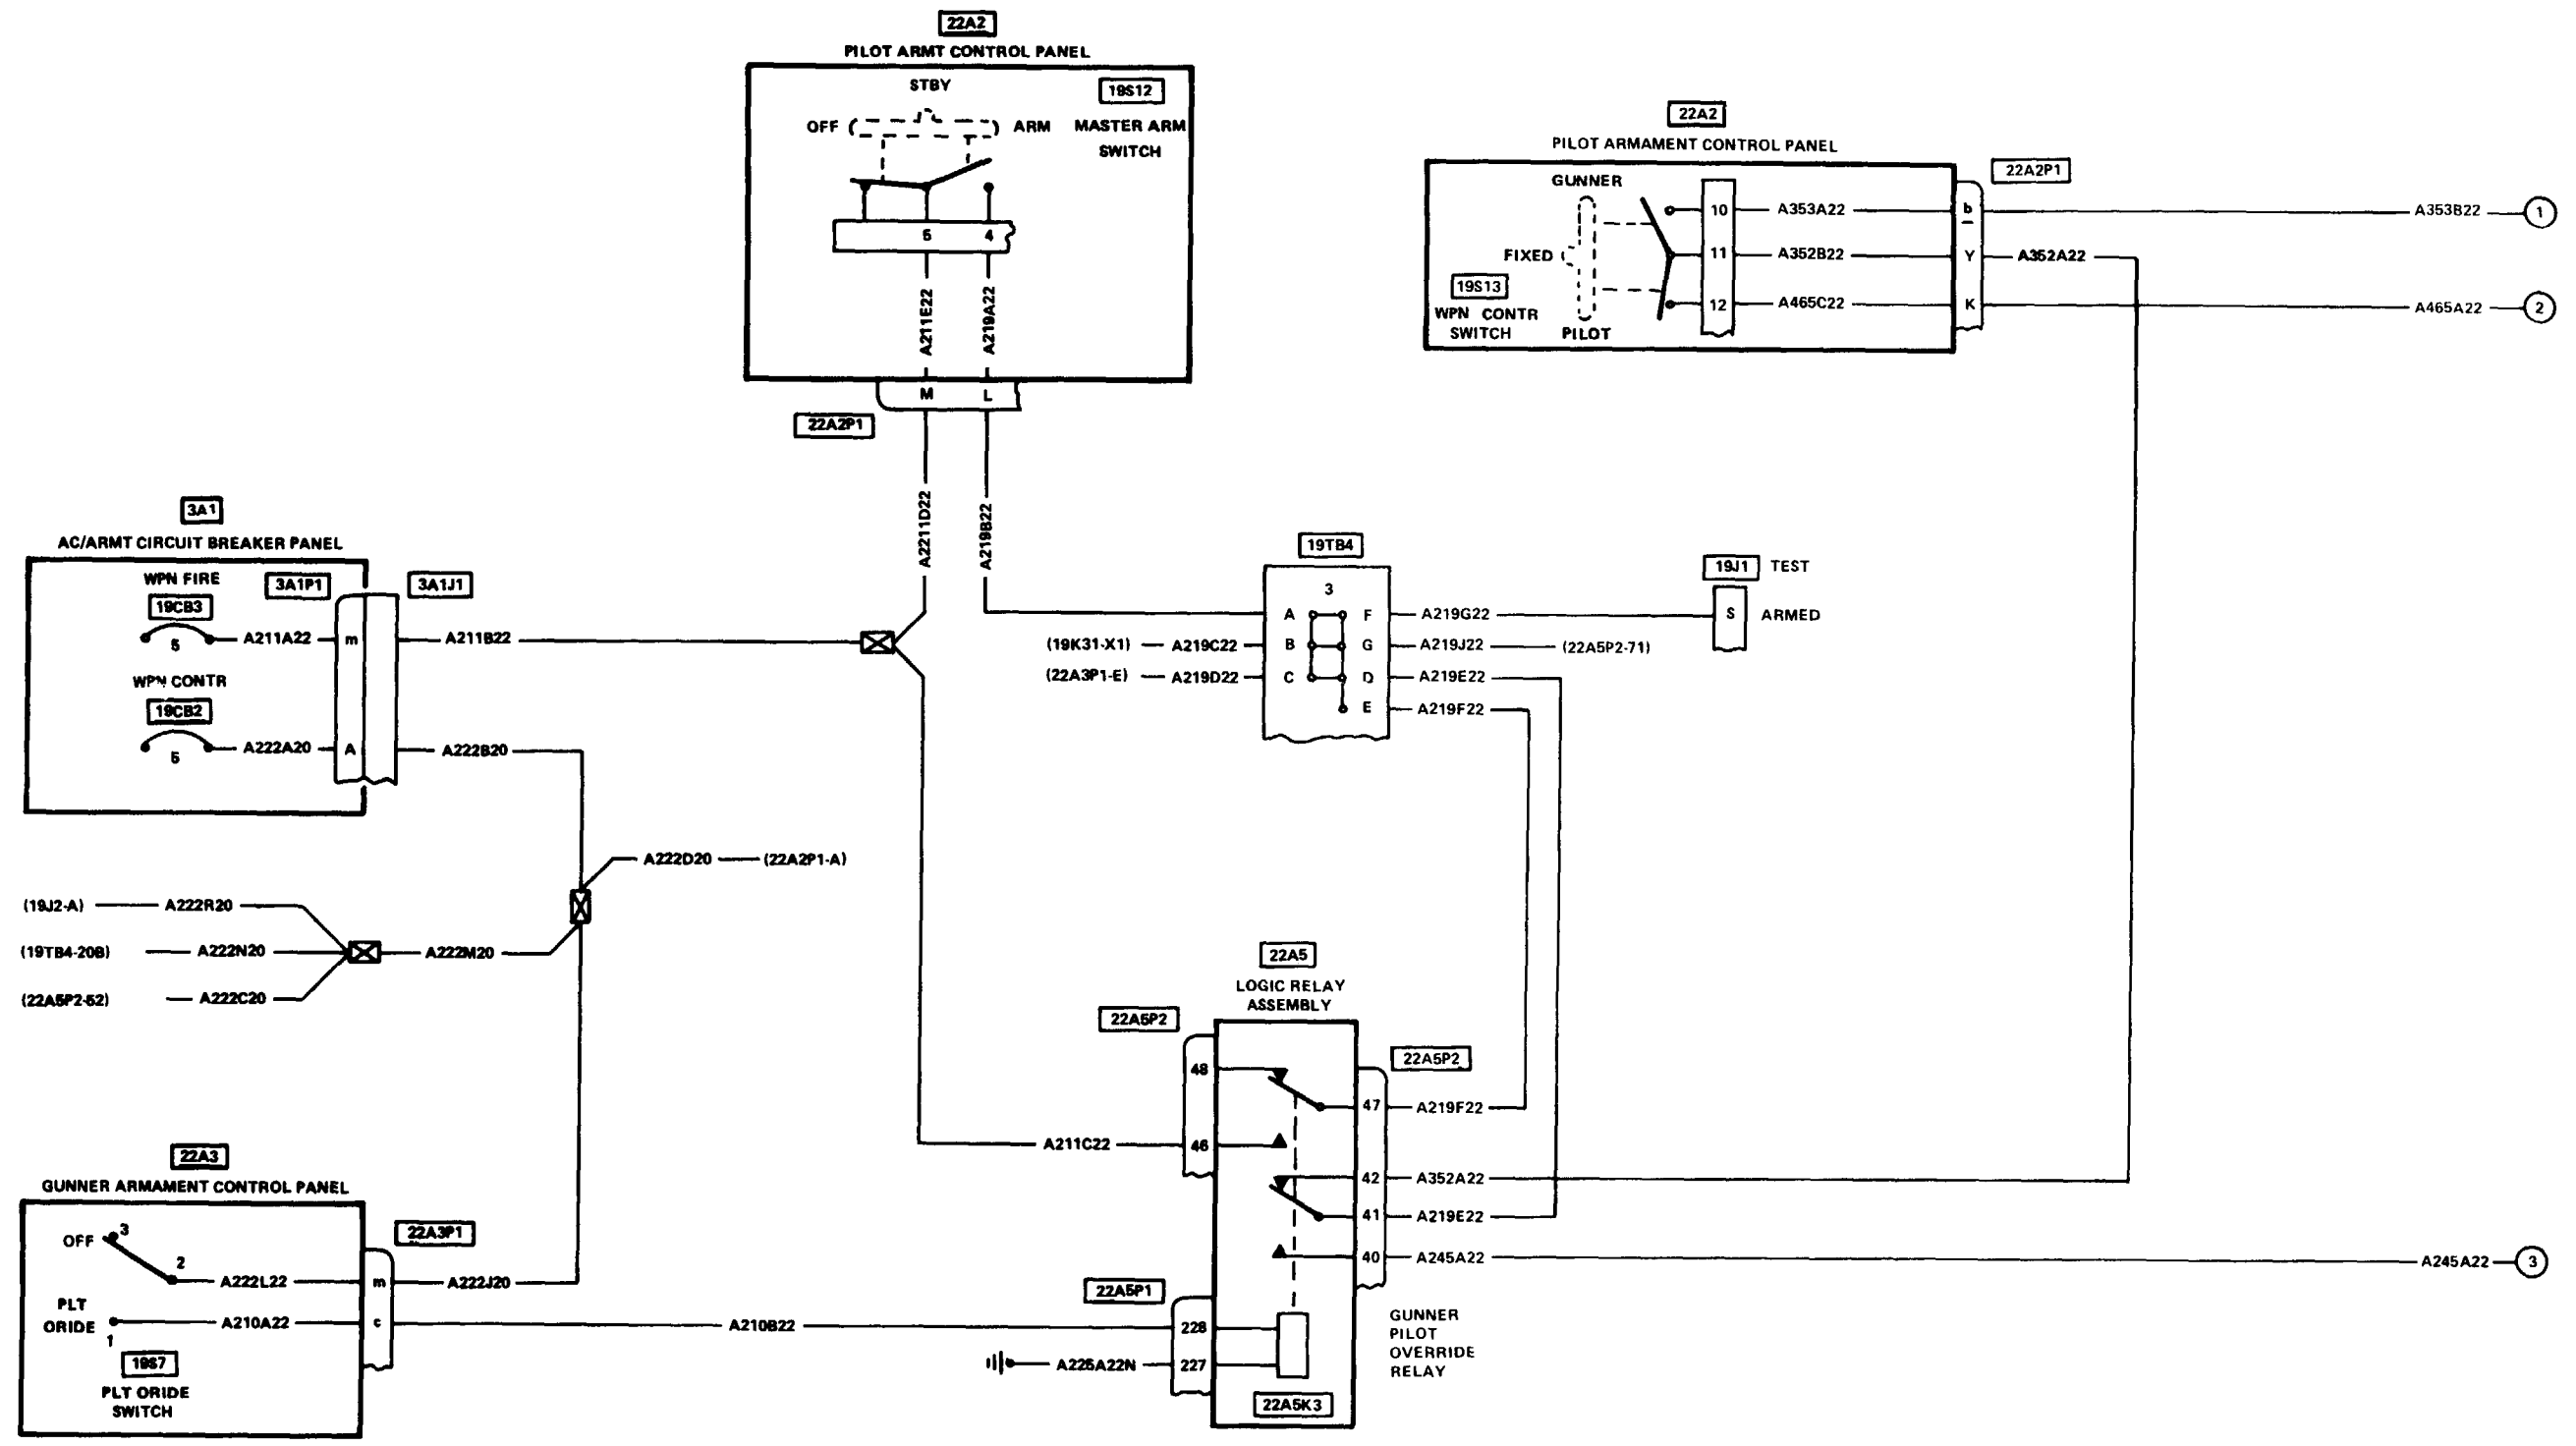 22A2
PILOT ARMT CONTROL PANEL
STBY
19S12
OFF
ARM
MASTER ARM
SWITCH
5
4
A211E22
A219A22
M
L
22A2P1
A2211D22
A219B22
22A2
PILOT ARMAMENT CONTROL PANEL
22A2P1
GUNNER
10
A353A22
b
A353B22
1
FIXED
11
A352B22
Y
A352A22
19S13
WPN CONTR
SWITCH
PILOT
12
A465C22
K
A465A22
2
3A1
AC/ARMT CIRCUIT BREAKER PANEL
WPN FIRE
3A1P1
3A1J1
19CB3
5
A211A22
m
A211B22
WPN CONTR
19CB2
5
A222A20
A
A222B20
19TB4
3
A
F
A219G22
19J1
TEST
S
ARMED
(19K31-X1)
A219C22
B
G
A219J22
(22A5P2-71)
(22A3P1-E)
A219D22
C
D
A219E22
E
A219F22
A222D20
(22A2P1-A)
(19J2-A)
A222R20
(19TB4-20B)
A222N20
A222M20
(22A5P2-52)
A222C20
22A5
LOGIC RELAY
ASSEMBLY
22A5P2
22A5P2
48
47
A219F22
A211C22
46
42
A352A22
41
A219E22
40
A245A22
A245A22
3
22A3
GUNNER ARMAMENT CONTROL PANEL
OFF
3
2
22A3P1
A222L22
m
A222J20
PLT
ORIDE
1
A210A22
c
A210B22
22A5P1
228
A225A22N
227
19S7
PLT ORIDE
SWITCH
GUNNER
PILOT
OVERRIDE
RELAY
22A5K3